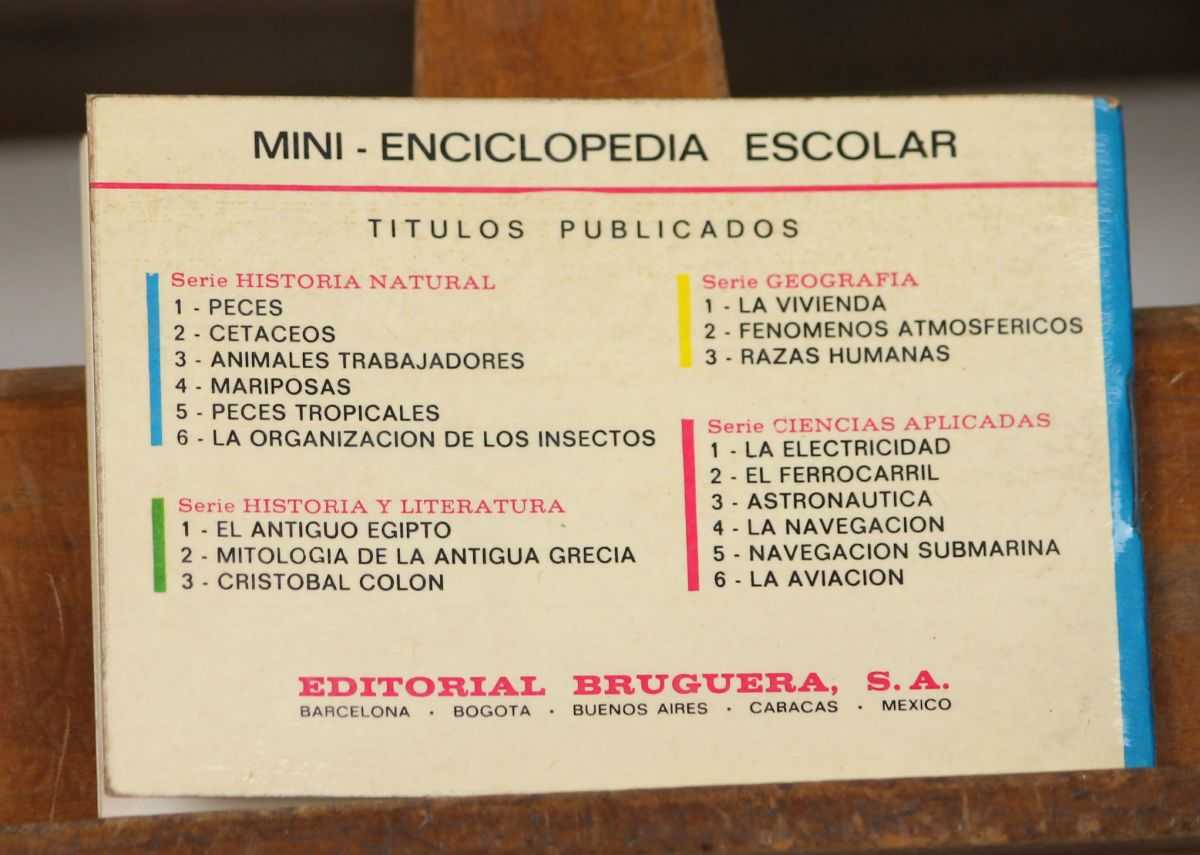 MINI - ENCICLOPEDIA ESCOLAR
TITULOS PUBLICADOS
Serie HISTORIA NATURAL
1 - PECES
2 - CETACEOS
3 - ANIMALES TRABAJADORES
4 - MARIPOSAS
5 - PECES TROPICALES
6 - LA ORGANIZACION DE LOS INSECTOS
Serie HISTORIA Y LITERATURA
1 - EL ANTIGUO EGIPTO
2 - MITOLOGIA DE LA ANTIGUA GRECIA
3 - CRISTOBAL COLON
Serie GEOGRAFIA
1 - LA VIVIENDA
2 - FENOMENOS ATMOSFERICOS
3 - RAZAS HUMANAS
Serie CIENCIAS APLICADAS
1 - LA ELECTRICIDAD
2 - EL FERROCARRIL
3 - ASTRONAUTICA
4 - LA NAVEGACION
5 - NAVEGACION SUBMARINA
6 - LA AVIACION
EDITORIAL BRUGUERA, S. A.
BARCELONA · BOGOTA · BUENOS AIRES · CARACAS · MEXICO